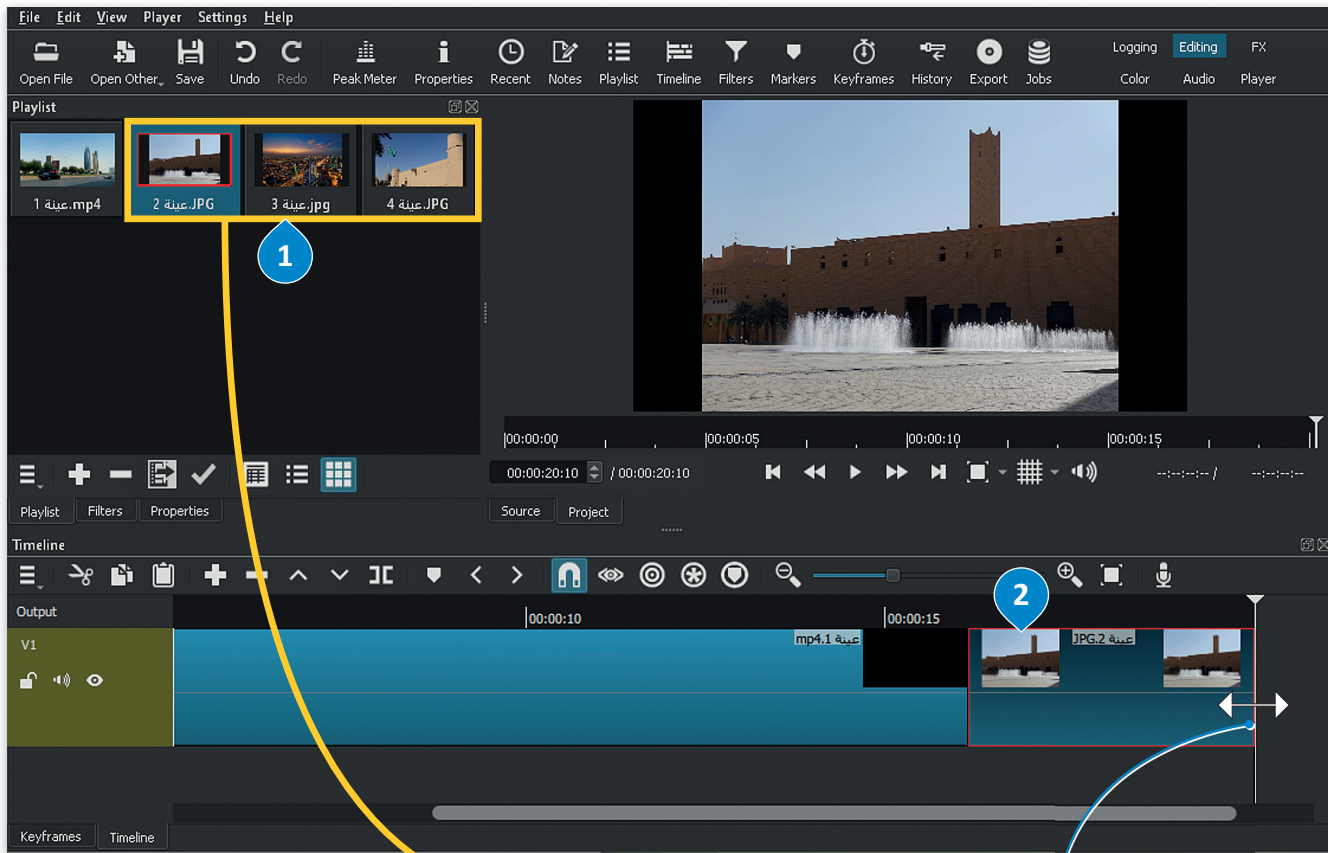 File Edit View Player Settings Help
Open File Open Other Save Undo Redo Peak Meter Properties Recent Notes Playlist Timeline Filters Markers Keyframes History Export Jobs
Logging Editing FX
Color Audio Player
Playlist
عينة 1.mp4 عينة 2.JPG عينة 3.jpg عينة 4.JPG
1
00:00:00 00:00:05 00:00:10 00:00:15
00:00:20:10 / 00:00:20:10 --:--:--:-- / --:--:--:--
Playlist Filters Properties Source Project
Timeline
2
Output 00:00:10 00:00:15
V1 عينة 1.mp4 عينة 2.JPG
Keyframes Timeline